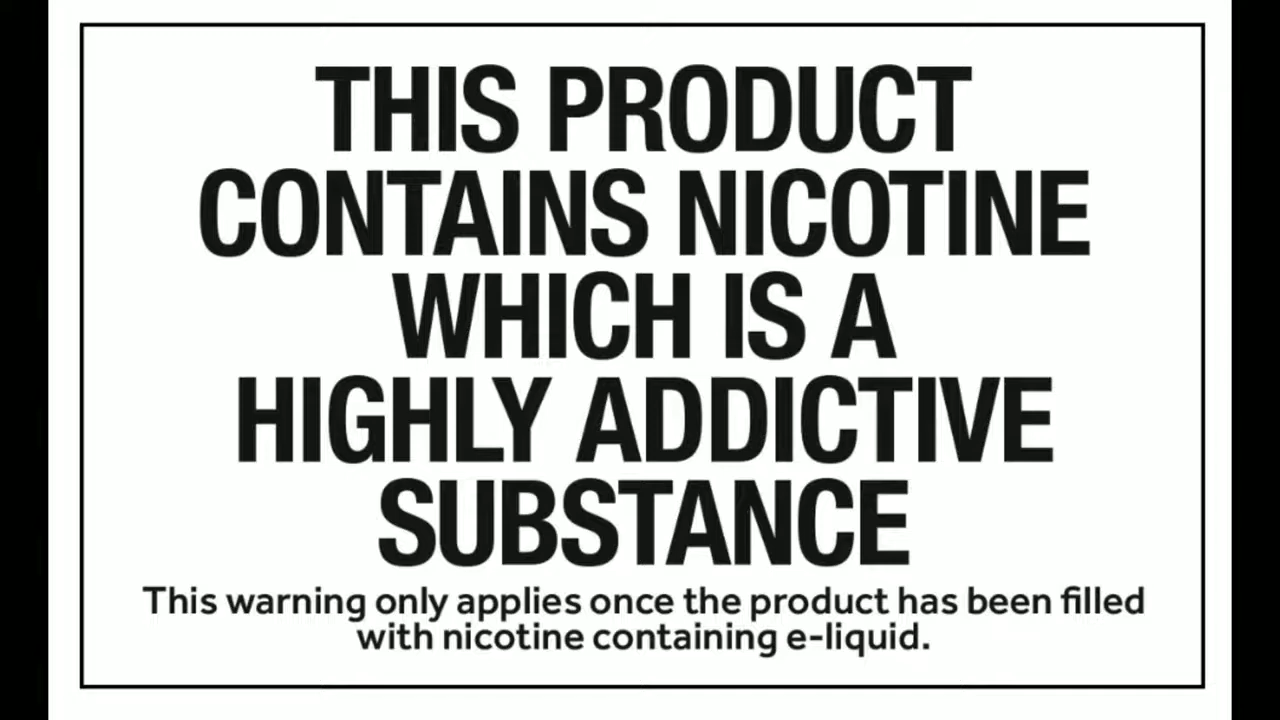 THIS PRODUCT
CONTAINS NICOTINE
WHICH IS A
HIGHLY ADDICTIVE
SUBSTANCE
This warning only applies once the product has been filled
with nicotine containing e-liquid.